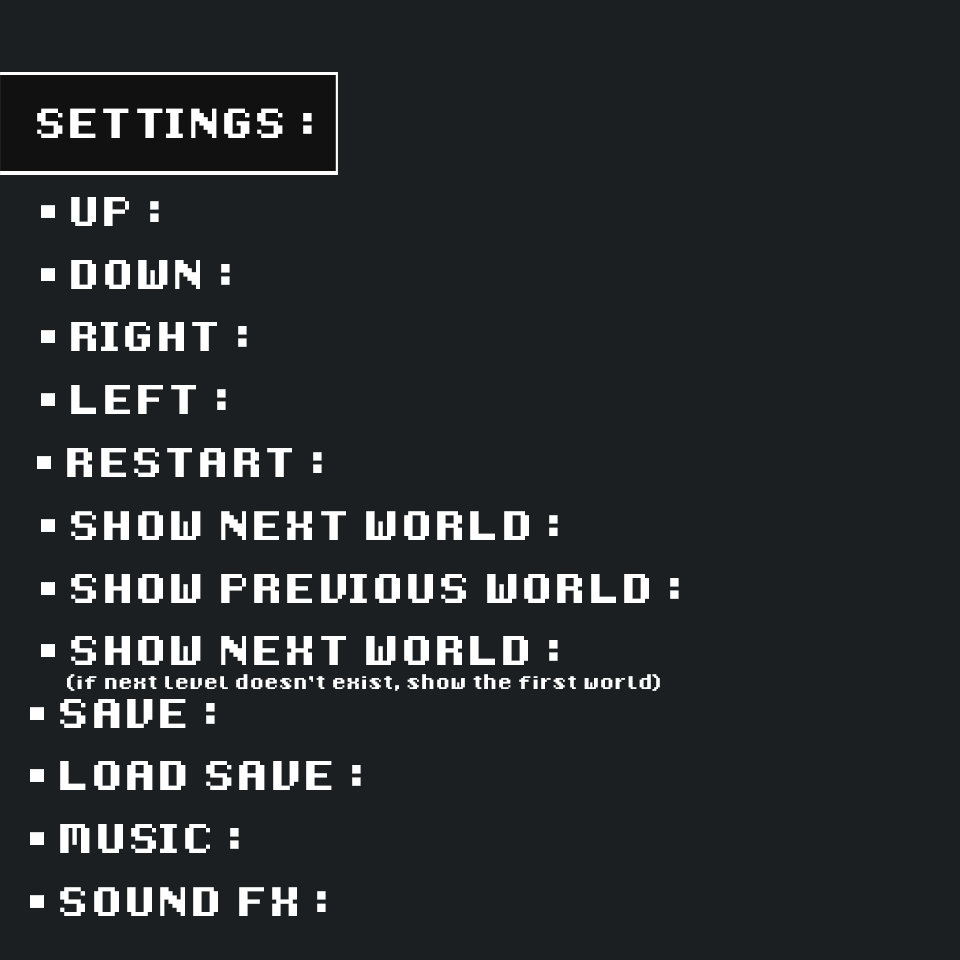 SETTINGS :
▪ UP :
▪ DOWN :
▪ RIGHT :
▪ LEFT :
▪ RESTART :
▪ SHOW NEXT WORLD :
▪ SHOW PREVIOUS WORLD :
▪ SHOW NEXT WORLD :
(if next level doesn't exist, show the first world)
▪ SAVE :
▪ LOAD SAVE :
▪ MUSIC :
▪ SOUND FX :